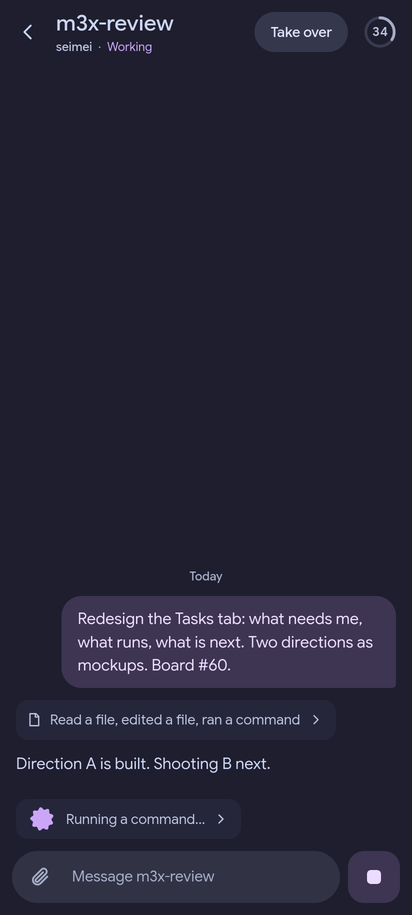 m3x-review
seimei · Working
Take over
34
Today
Redesign the Tasks tab: what needs me,
what runs, what is next. Two directions as
mockups. Board #60.
Read a file, edited a file, ran a command
Direction A is built. Shooting B next.
Running a command...
Message m3x-review